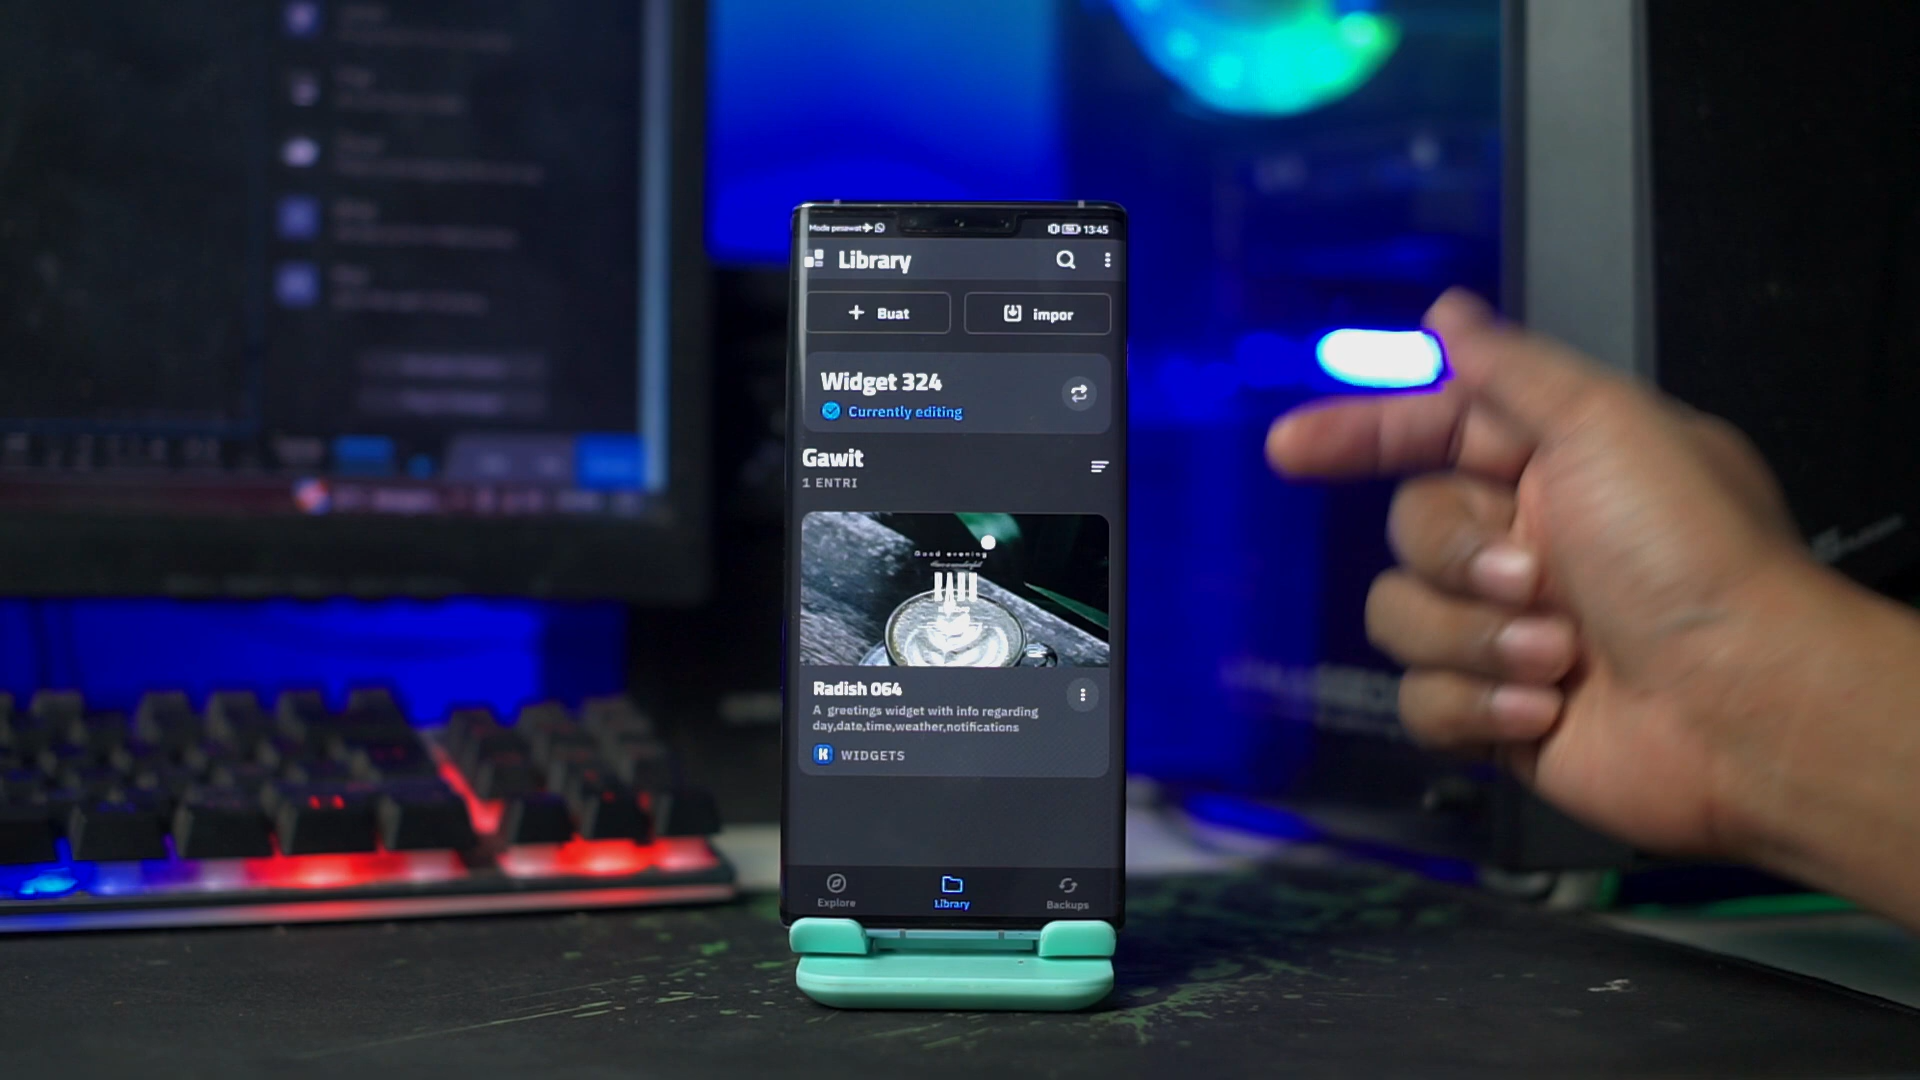 Mode pesawat
13:45
Library
Buat
impor
Widget 324
Currently editing
Gawit
1 ENTRI
Good evening
Radish 064
A greetings widget with info regarding
day,date,time,weather,notifications
WIDGETS
Explore
Library
Backups